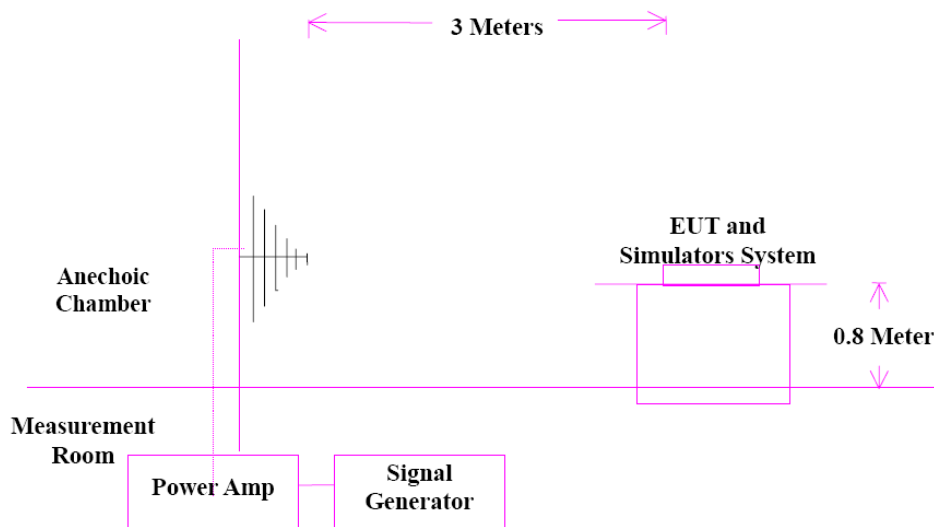 3 Meters
EUT and
Simulators System
Anechoic
Chamber
0.8 Meter
Measurement
Room
Power Amp
Signal
Generator